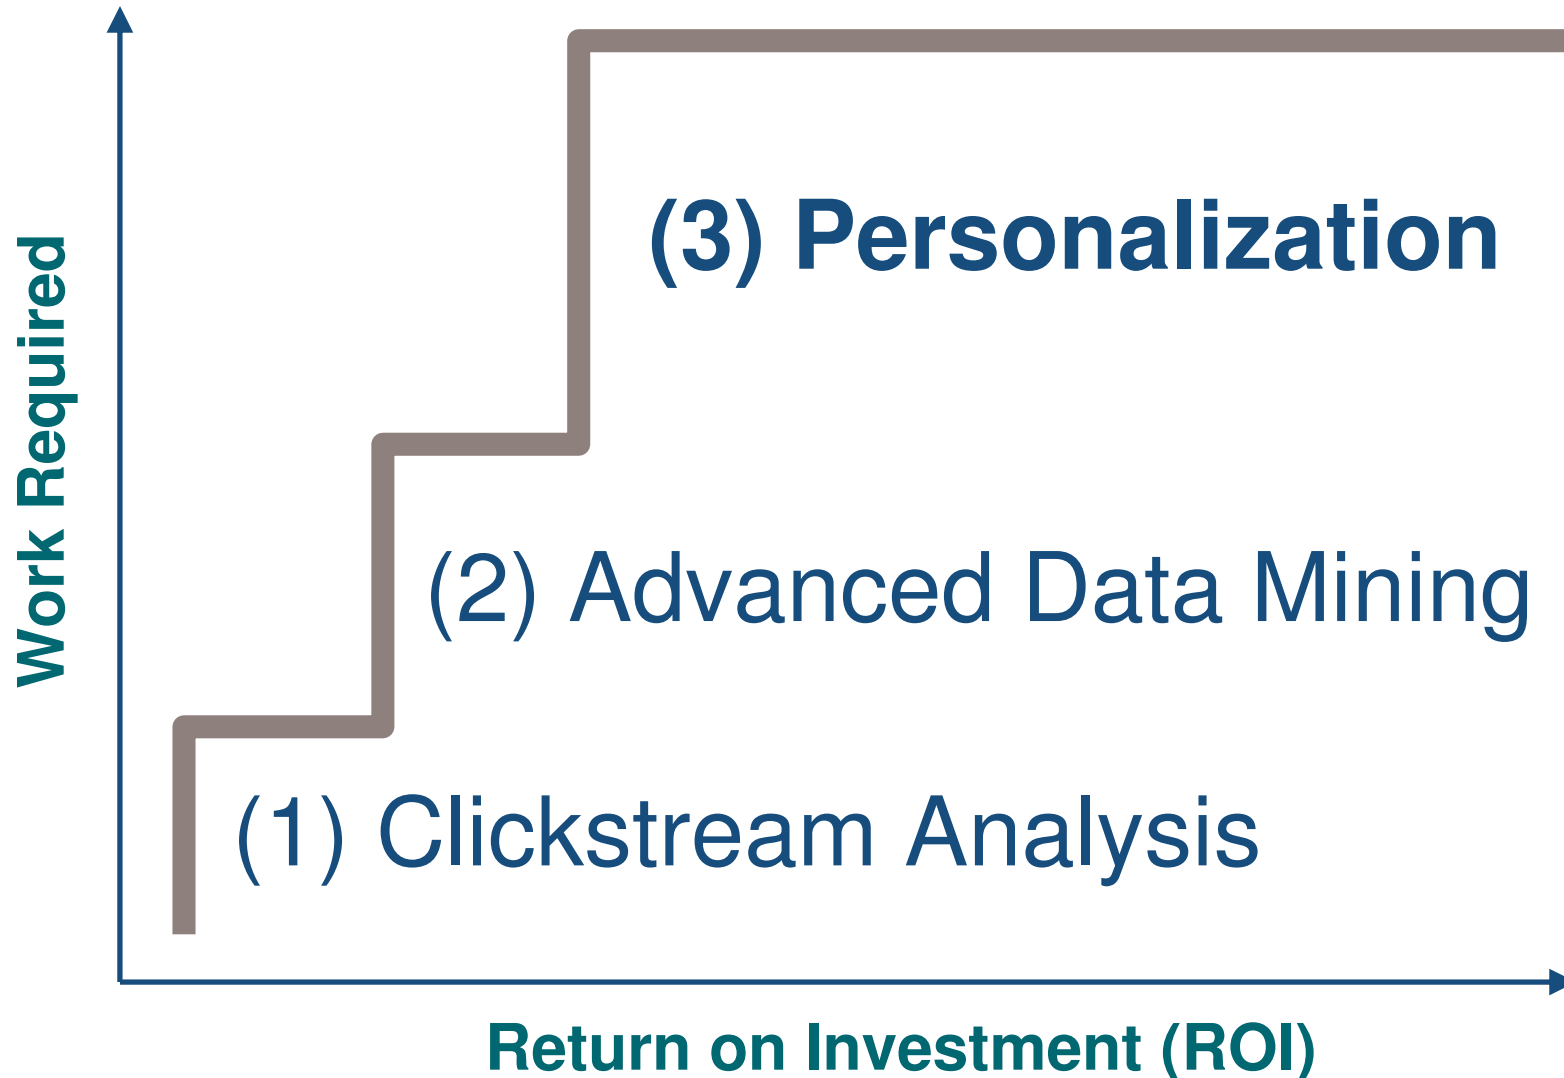 Work Required
(3) Personalization
(2) Advanced Data Mining
(1) Clickstream Analysis
Return on Investment (ROI)